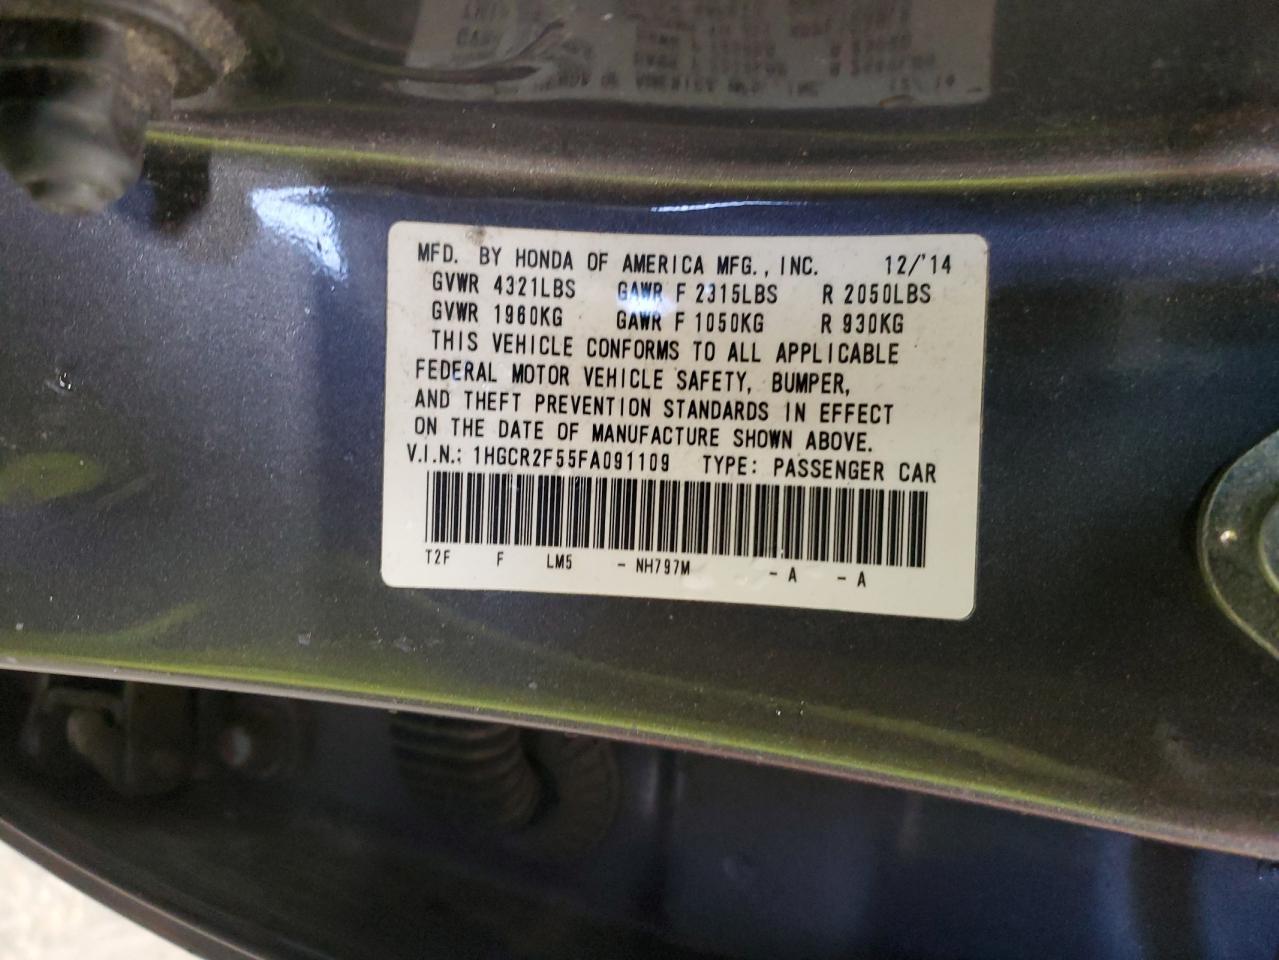 MFD. BY HONDA OF AMERICA MFG., INC. 12/'14
GVWR 4321LBS GAWR F 2315LBS R 2050LBS
GVWR 1960KG GAWR F 1050KG R 930KG
THIS VEHICLE CONFORMS TO ALL APPLICABLE
FEDERAL MOTOR VEHICLE SAFETY, BUMPER,
AND THEFT PREVENTION STANDARDS IN EFFECT
ON THE DATE OF MANUFACTURE SHOWN ABOVE.
V.I.N.: 1HGCR2F55FA091109 TYPE: PASSENGER CAR
T2F F LM5 - NH797M - A - A